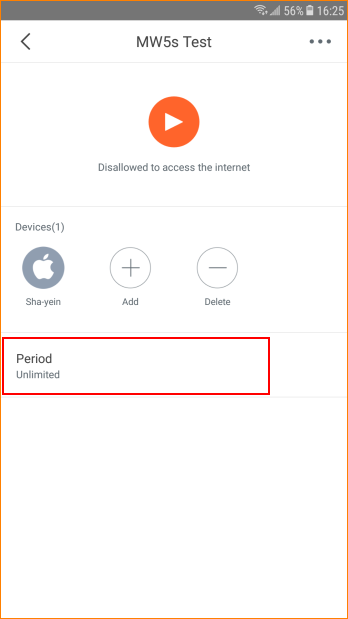 56% 16:25
MW5s Test
Disallowed to access the internet
Devices(1)
Sha-yein Add Delete
Period
Unlimited